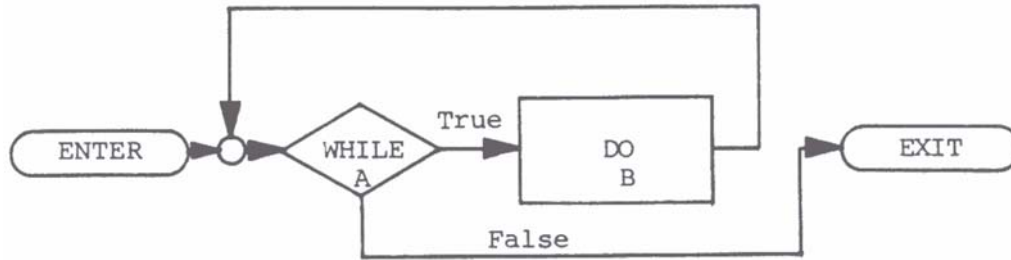 ENTER
WHILE
A
True
DO
B
False
EXIT